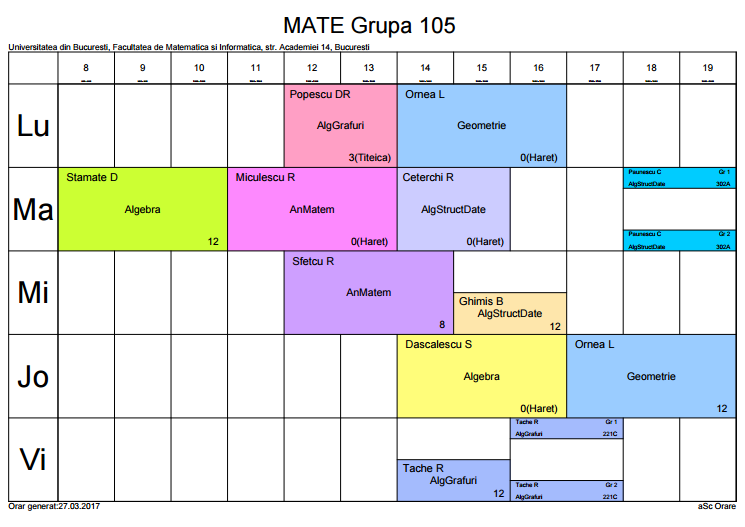 MATE Grupa 105
Universitatea din Bucuresti, Facultatea de Matematica si Informatica, str. Academiei 14, Bucuresti
8 9 10 11 12 13 14 15 16 17 18 19
Lu
Popescu DR
AlgGrafuri
3(Titeica)
Ornea L
Geometrie
0(Haret)
Ma
Stamate D
Algebra
12
Miculescu R
AnMatem
0(Haret)
Ceterchi R
AlgStructDate
0(Haret)
Paunescu C Gr 1
AlgStructDate 302A
Paunescu C Gr 2
AlgStructDate 302A
Mi
Sfetcu R
AnMatem
8
Ghimis B
AlgStructDate
12
Jo
Dascalescu S
Algebra
0(Haret)
Ornea L
Geometrie
12
Vi
Tache R
AlgGrafuri
12
Tache R Gr 1
AlgGrafuri 221C
Tache R Gr 2
AlgGrafuri 221C
Orar generat:27.03.2017
aSc Orare